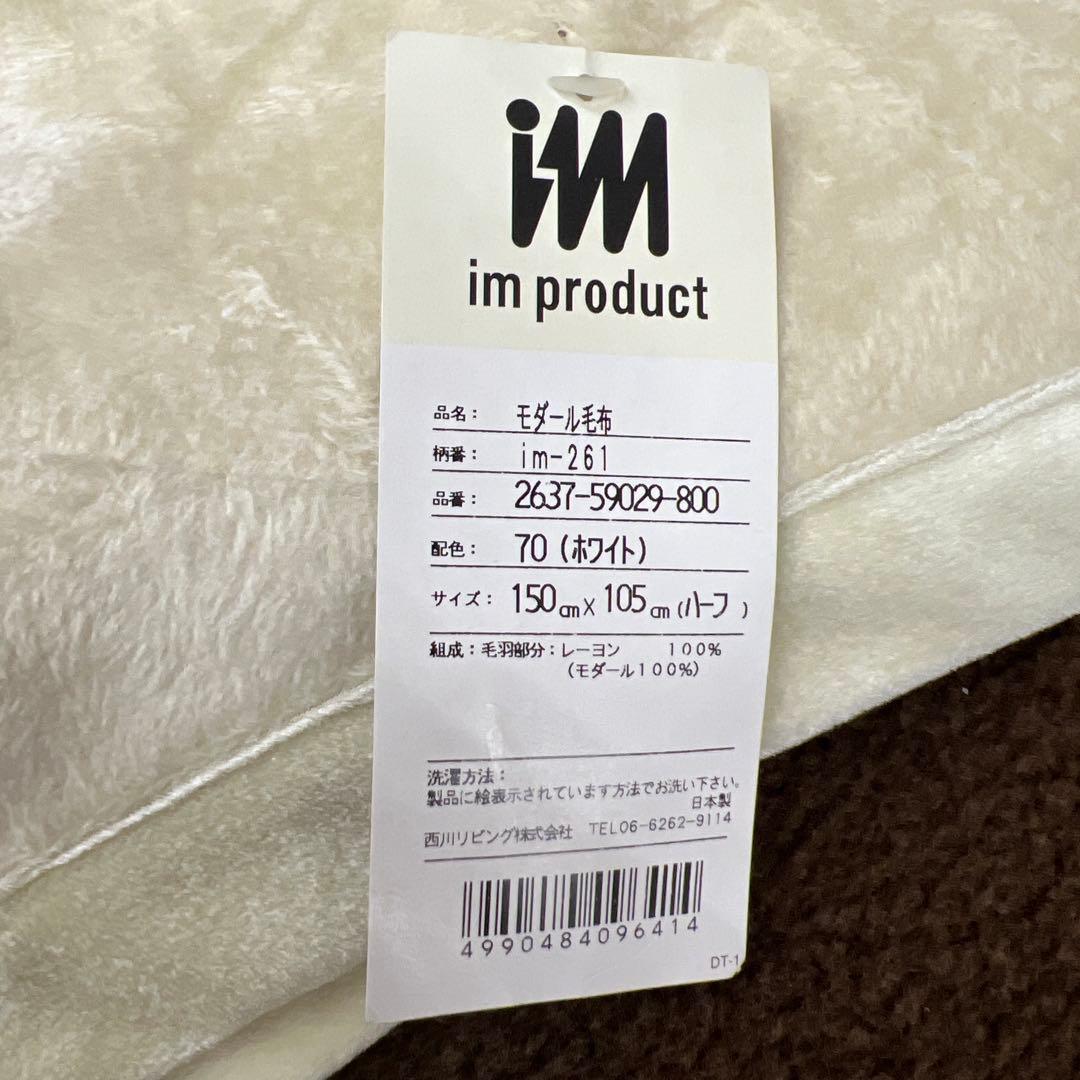 im
im product
品名： モダール毛布
柄番： im-261
品番： 2637-59029-800
配色： 70 (ホワイト)
サイズ： 150cm×105cm(ハーフ )
組成：毛羽部分：レーヨン 100%
(モダール100%)
洗濯方法：
製品に絵表示されています方法でお洗い下さい。
日本製
西川リビング株式会社 TEL06-6262-9114
4990484096414
DT-1